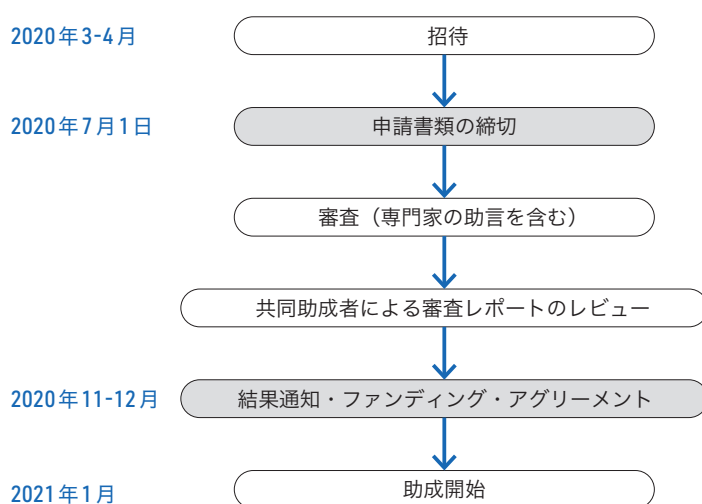 2020年3-4月 招待
2020年7月1日 申請書類の締切
審査（専門家の助言を含む）
共同助成者による審査レポートのレビュー
2020年11-12月 結果通知・ファンディング・アグリーメント
2021年1月 助成開始